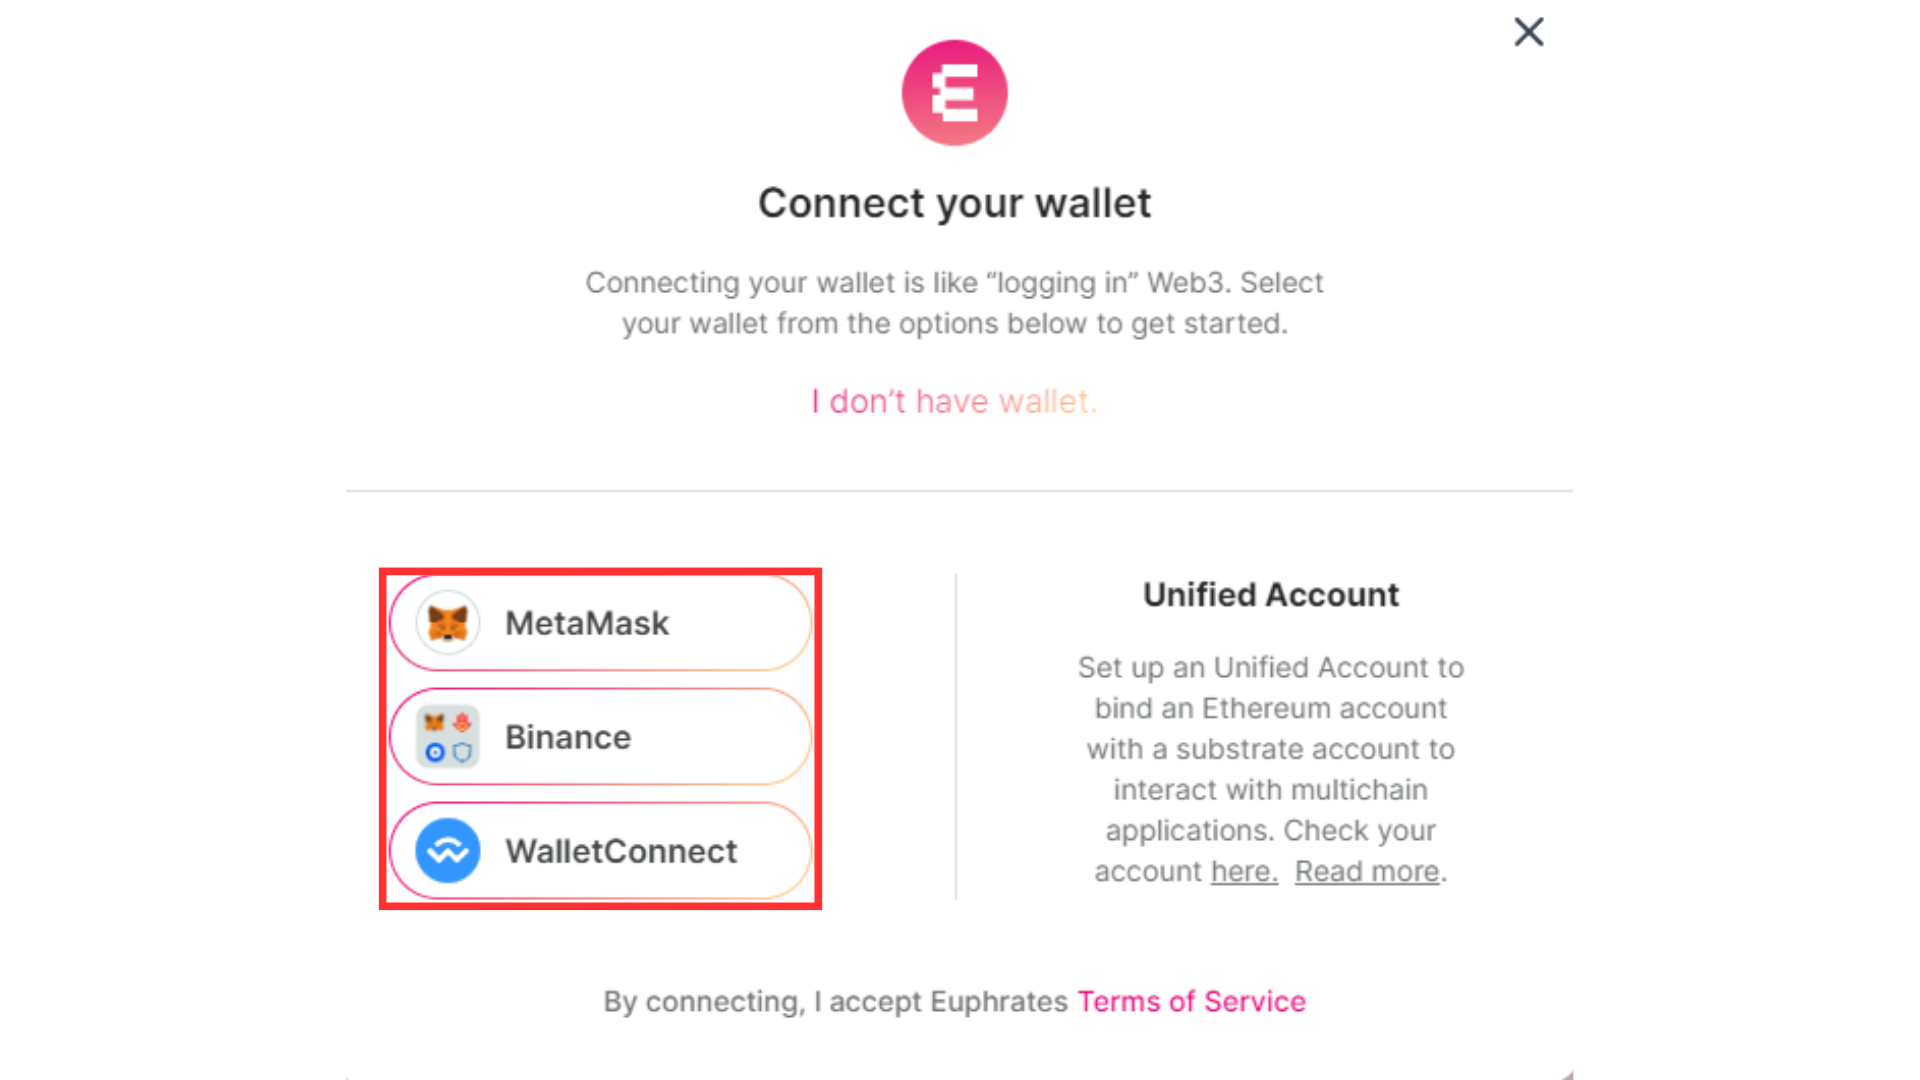 Connect your wallet
Connecting your wallet is like “logging in” Web3. Select
your wallet from the options below to get started.
I don’t have wallet.
MetaMask
Binance
WalletConnect
Unified Account
Set up an Unified Account to
bind an Ethereum account
with a substrate account to
interact with multichain
applications. Check your
account here. Read more.
By connecting, I accept Euphrates Terms of Service